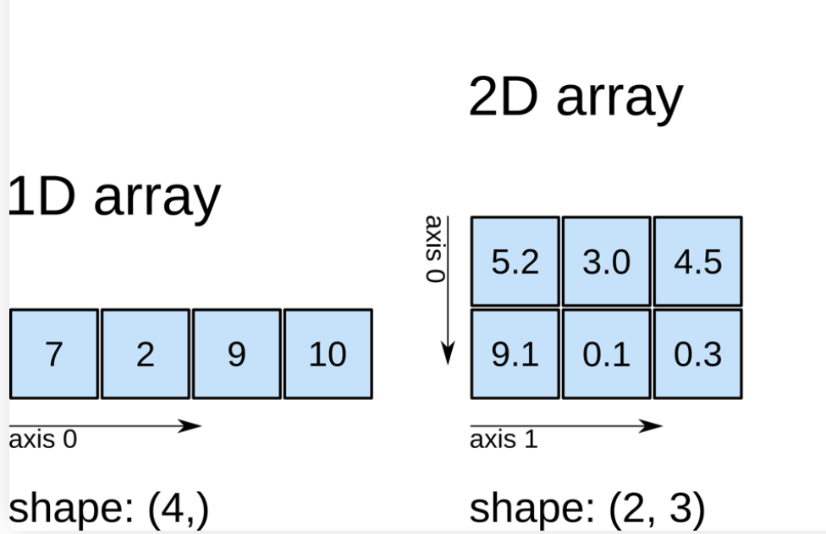 1D array
7 2 9 10
axis 0
shape: (4,)
2D array
axis 0
5.2 3.0 4.5
9.1 0.1 0.3
axis 1
shape: (2, 3)